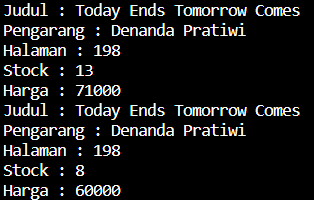 Judul : Today Ends Tomorrow Comes
Pengarang : Denanda Pratiwi
Halaman : 198
Stock : 13
Harga : 71000
Judul : Today Ends Tomorrow Comes
Pengarang : Denanda Pratiwi
Halaman : 198
Stock : 8
Harga : 60000